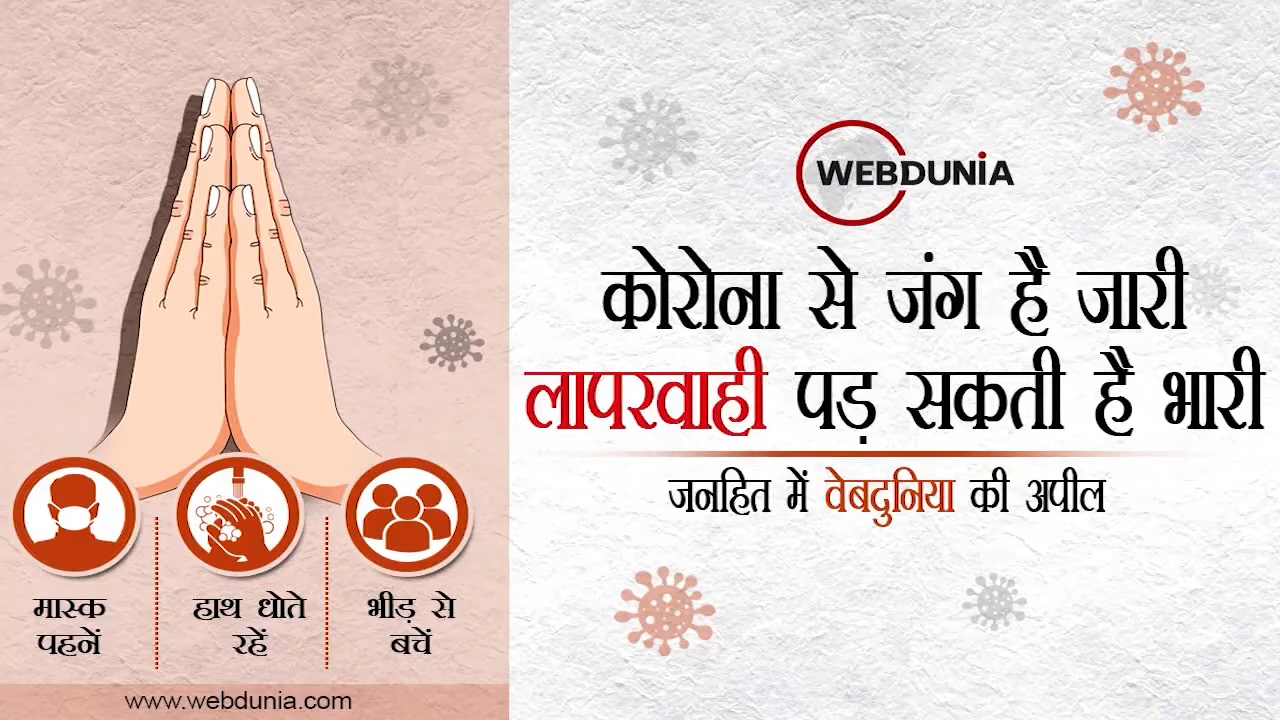 मास्क
पहनें
हाथ धोते
रहें
भीड़ से
बचें
www.webdunia.com
WEBDUNIA
कोरोना से जंग है जारी
लापरवाही पड़ सकती है भारी
जनहित में वेबदुनिया की अपील